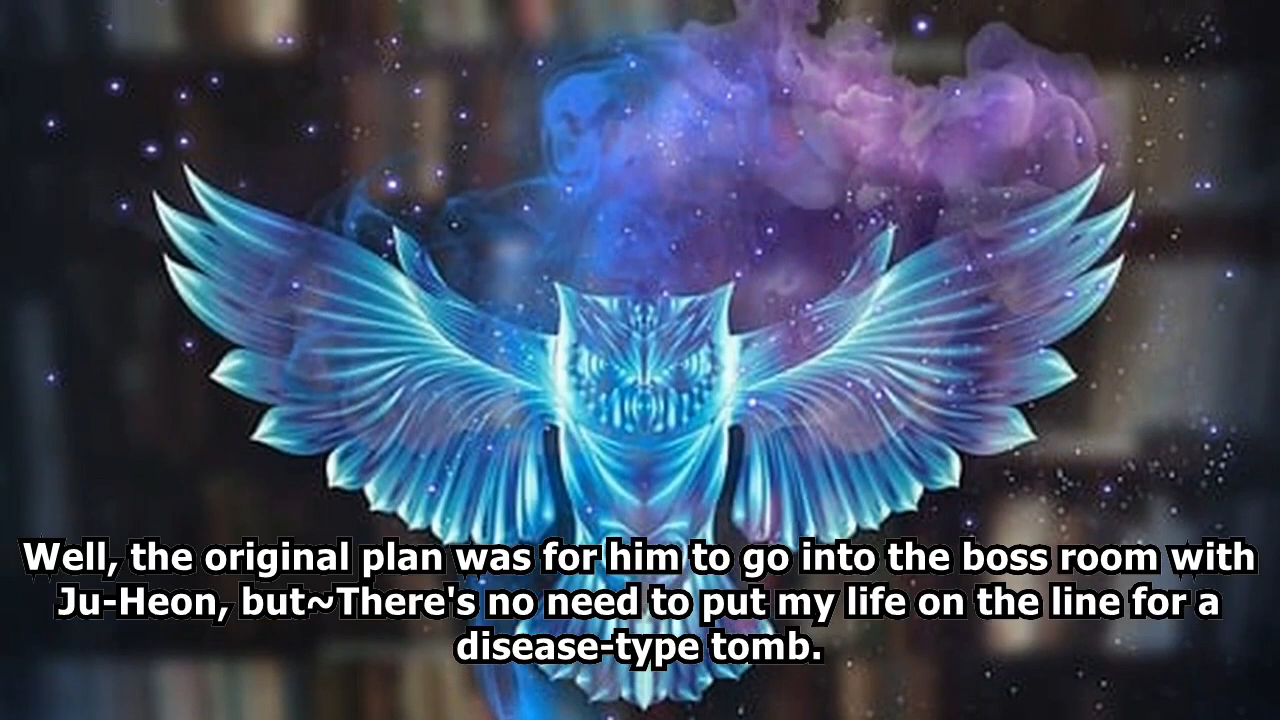 Well, the original plan was for him to go into the boss room with
Ju-Heon, but~There's no need to put my life on the line for a
disease-type tomb.